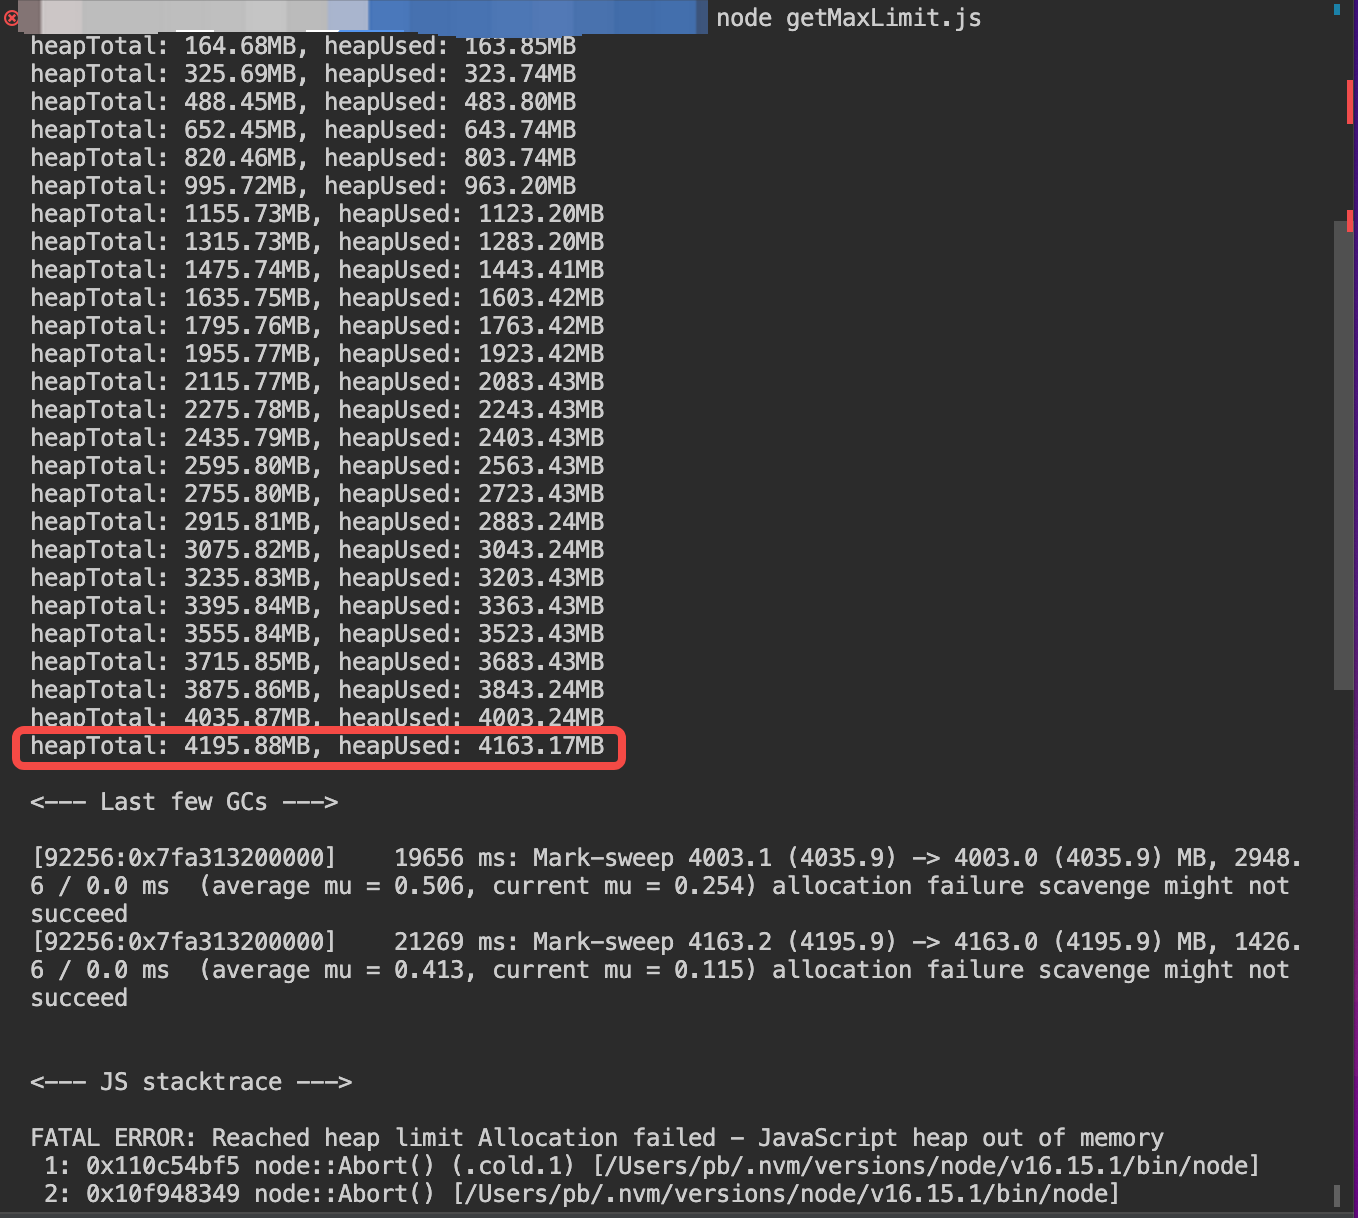 node getMaxLimit.js
heapTotal: 164.68MB, heapUsed: 163.85MB
heapTotal: 325.69MB, heapUsed: 323.74MB
heapTotal: 488.45MB, heapUsed: 483.80MB
heapTotal: 652.45MB, heapUsed: 643.74MB
heapTotal: 820.46MB, heapUsed: 803.74MB
heapTotal: 995.72MB, heapUsed: 963.20MB
heapTotal: 1155.73MB, heapUsed: 1123.20MB
heapTotal: 1315.73MB, heapUsed: 1283.20MB
heapTotal: 1475.74MB, heapUsed: 1443.41MB
heapTotal: 1635.75MB, heapUsed: 1603.42MB
heapTotal: 1795.76MB, heapUsed: 1763.42MB
heapTotal: 1955.77MB, heapUsed: 1923.42MB
heapTotal: 2115.77MB, heapUsed: 2083.43MB
heapTotal: 2275.78MB, heapUsed: 2243.43MB
heapTotal: 2435.79MB, heapUsed: 2403.43MB
heapTotal: 2595.80MB, heapUsed: 2563.43MB
heapTotal: 2755.80MB, heapUsed: 2723.43MB
heapTotal: 2915.81MB, heapUsed: 2883.24MB
heapTotal: 3075.82MB, heapUsed: 3043.24MB
heapTotal: 3235.83MB, heapUsed: 3203.43MB
heapTotal: 3395.84MB, heapUsed: 3363.43MB
heapTotal: 3555.84MB, heapUsed: 3523.43MB
heapTotal: 3715.85MB, heapUsed: 3683.43MB
heapTotal: 3875.86MB, heapUsed: 3843.24MB
heapTotal: 4035.87MB, heapUsed: 4003.24MB
heapTotal: 4195.88MB, heapUsed: 4163.17MB
<--- Last few GCs --->
[92256:0x7fa313200000]    19656 ms: Mark-sweep 4003.1 (4035.9) -> 4003.0 (4035.9) MB, 2948.
6 / 0.0 ms  (average mu = 0.506, current mu = 0.254) allocation failure scavenge might not
succeed
[92256:0x7fa313200000]    21269 ms: Mark-sweep 4163.2 (4195.9) -> 4163.0 (4195.9) MB, 1426.
6 / 0.0 ms  (average mu = 0.413, current mu = 0.115) allocation failure scavenge might not
succeed
<--- JS stacktrace --->
FATAL ERROR: Reached heap limit Allocation failed - JavaScript heap out of memory
 1: 0x110c54bf5 node::Abort() (.cold.1) [/Users/pb/.nvm/versions/node/v16.15.1/bin/node]
 2: 0x10f948349 node::Abort() [/Users/pb/.nvm/versions/node/v16.15.1/bin/node]